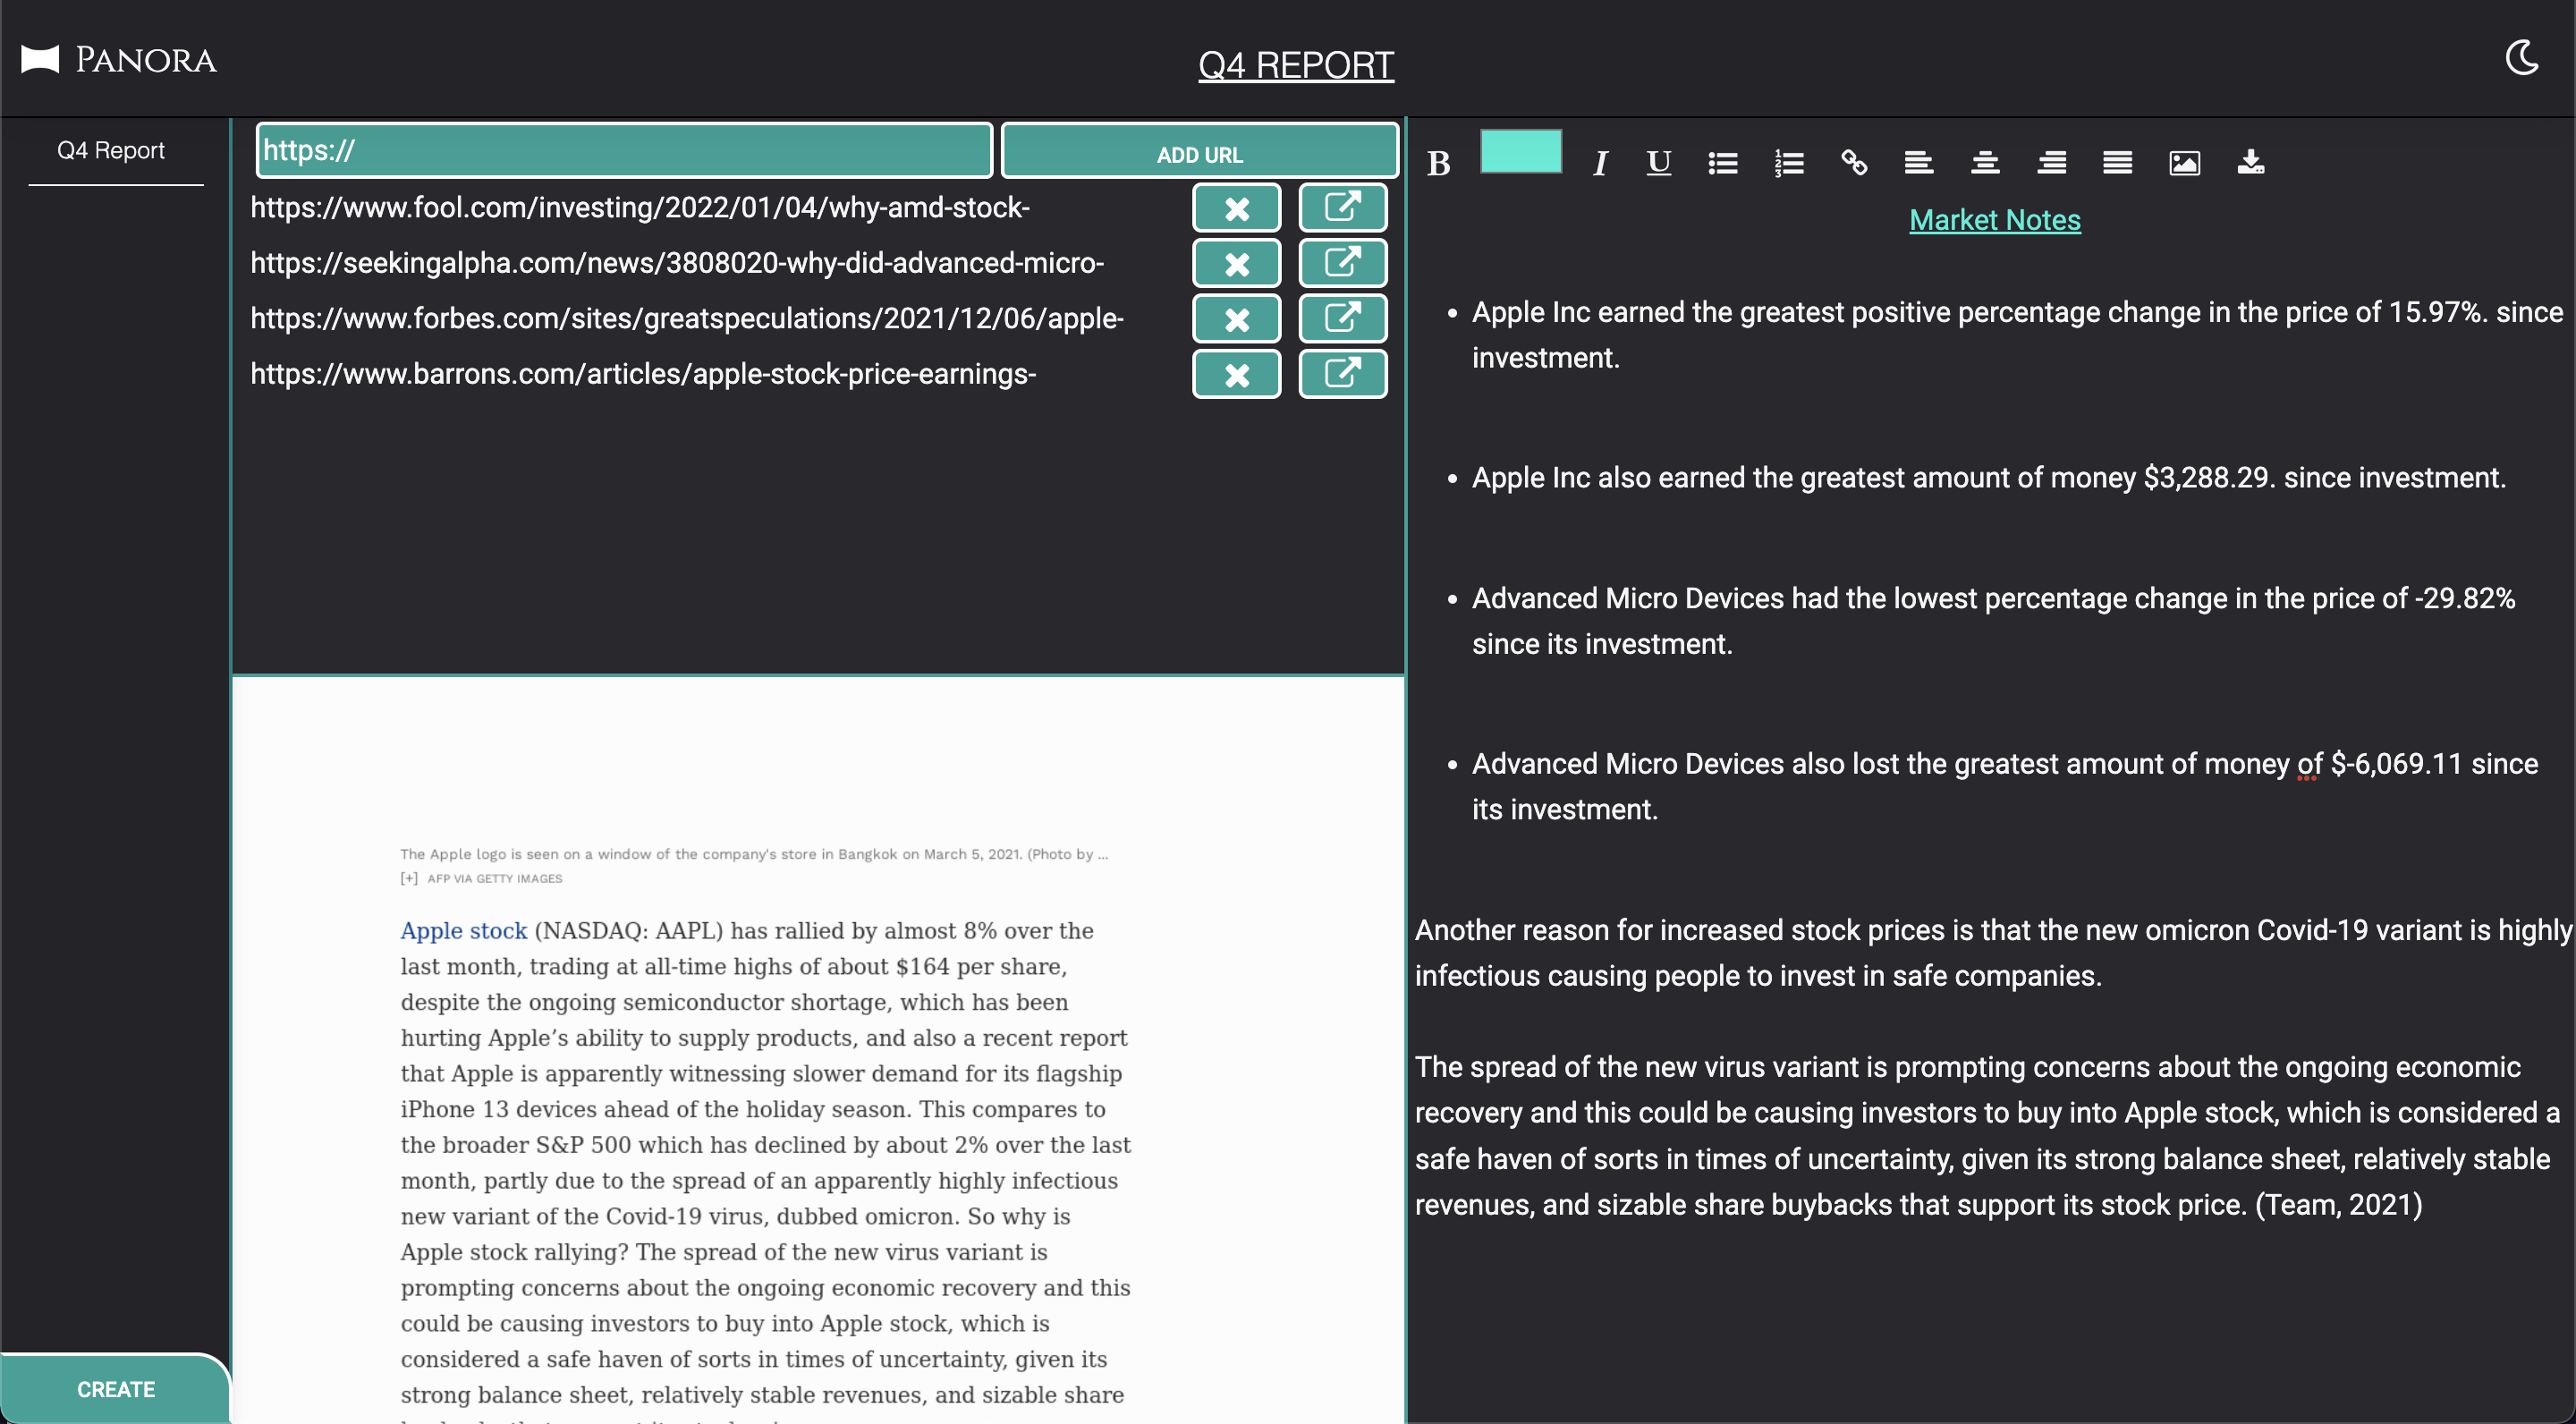 PANORA
Q4 REPORT
Q4 Report
https://
ADD URL
https://www.fool.com/investing/2022/01/04/why-amd-stock-
https://seekingalpha.com/news/3808020-why-did-advanced-micro-
https://www.forbes.com/sites/greatspeculations/2021/12/06/apple-
https://www.barrons.com/articles/apple-stock-price-earnings-
The Apple logo is seen on a window of the company's store in Bangkok on March 5, 2021. (Photo by ...
[+] AFP VIA GETTY IMAGES
Apple stock (NASDAQ: AAPL) has rallied by almost 8% over the
last month, trading at all-time highs of about $164 per share,
despite the ongoing semiconductor shortage, which has been
hurting Apple’s ability to supply products, and also a recent report
that Apple is apparently witnessing slower demand for its flagship
iPhone 13 devices ahead of the holiday season. This compares to
the broader S&P 500 which has declined by about 2% over the last
month, partly due to the spread of an apparently highly infectious
new variant of the Covid-19 virus, dubbed omicron. So why is
Apple stock rallying? The spread of the new virus variant is
prompting concerns about the ongoing economic recovery and this
could be causing investors to buy into Apple stock, which is
considered a safe haven of sorts in times of uncertainty, given its
strong balance sheet, relatively stable revenues, and sizable share
CREATE
B I U
Market Notes
• Apple Inc earned the greatest positive percentage change in the price of 15.97%. since
investment.
• Apple Inc also earned the greatest amount of money $3,288.29. since investment.
• Advanced Micro Devices had the lowest percentage change in the price of -29.82%
since its investment.
• Advanced Micro Devices also lost the greatest amount of money of $-6,069.11 since
its investment.
Another reason for increased stock prices is that the new omicron Covid-19 variant is highly
infectious causing people to invest in safe companies.
The spread of the new virus variant is prompting concerns about the ongoing economic
recovery and this could be causing investors to buy into Apple stock, which is considered a
safe haven of sorts in times of uncertainty, given its strong balance sheet, relatively stable
revenues, and sizable share buybacks that support its stock price. (Team, 2021)